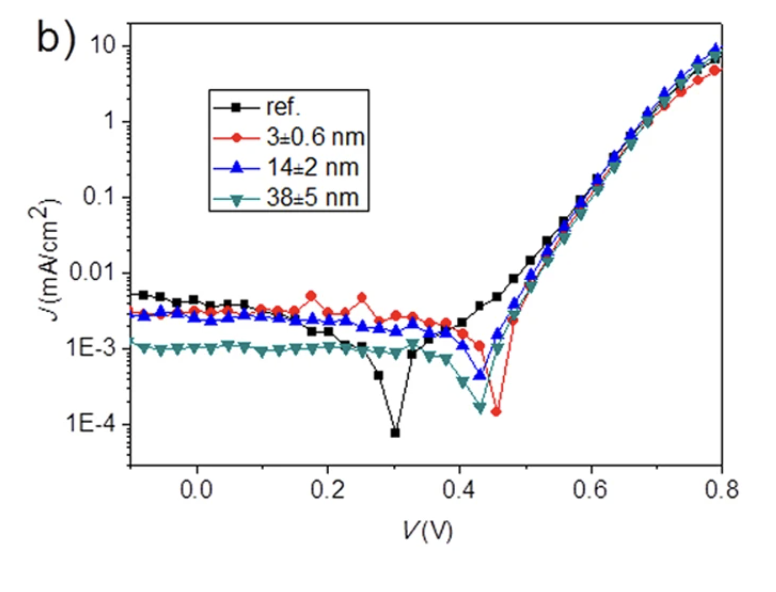 b)
10
1
0.1
0.01
1E-3
1E-4
J(mA/cm²)
ref.
3±0.6 nm
14±2 nm
38±5 nm
0.0 0.2 0.4 0.6 0.8
V(V)